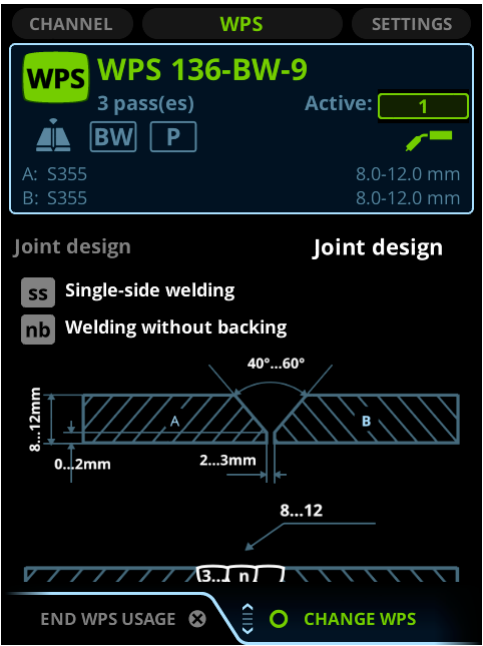 CHANNEL WPS SETTINGS
WPS WPS 136-BW-9
3 pass(es) Active: 1
BW P
A: S355 8.0-12.0 mm
B: S355 8.0-12.0 mm
Joint design Joint design
ss Single-side welding
nb Welding without backing
40°...60°
8...12mm
A B
0...2mm 2...3mm
8...12
3... n
END WPS USAGE CHANGE WPS